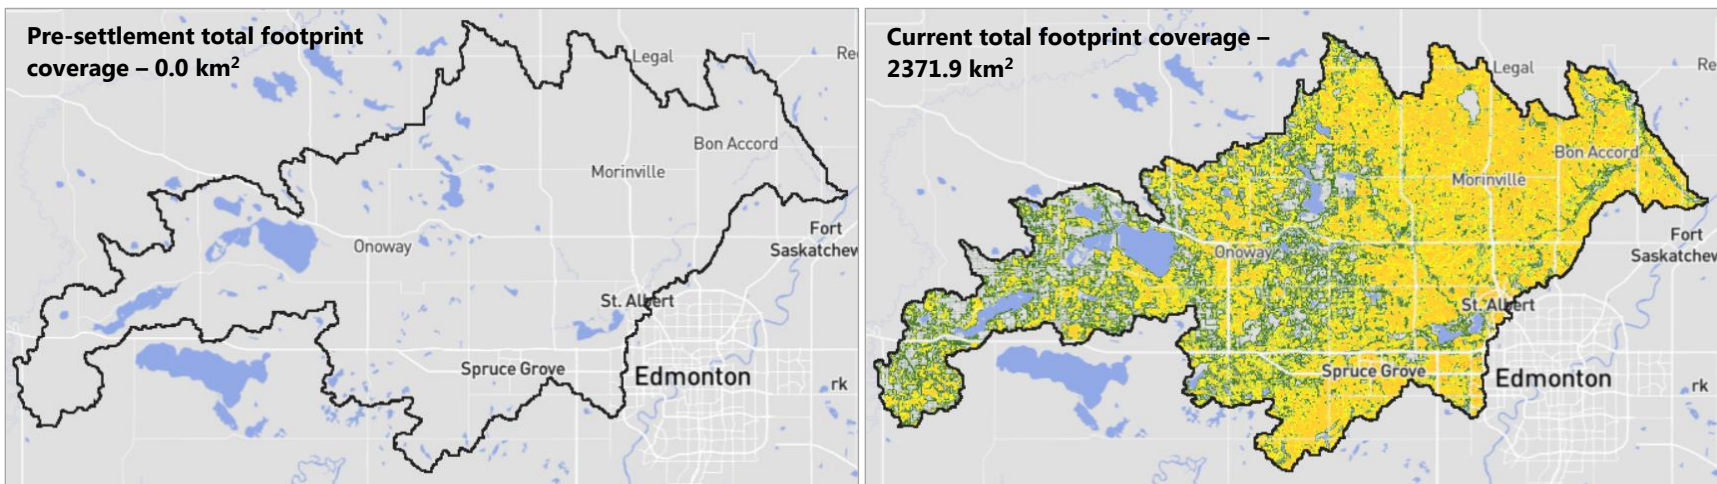 Pre-settlement total footprint
coverage – 0.0 km²
Legal
Re
Bon Accord
Morinville
Fort
Saskatchew
Onoway
St. Albert
Spruce Grove
Edmonton
rk
Current total footprint coverage –
2371.9 km²
Legal
Re
Bon Accord
Morinville
Fort
Saskatchew
Onoway
St. Albert
Spruce Grove
Edmonton
rk